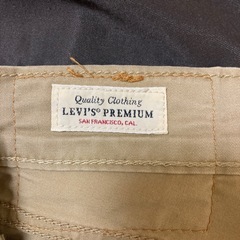 Quality Clothing
LEVI'S® PREMIUM
SAN FRANCISCO, CAL.